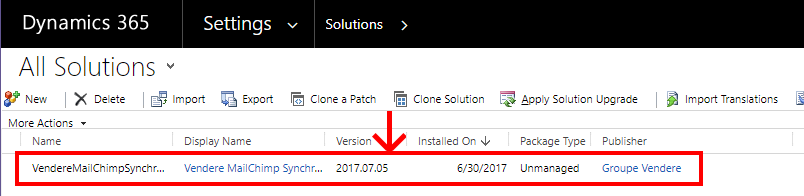 Dynamics 365 Settings Solutions
All Solutions
New Delete Import Export Clone a Patch Clone Solution Apply Solution Upgrade Import Translations
More Actions
Name Display Name Version Installed On Package Type Publisher
VendereMailChimpSynchr... Vendere MailChimp Synchr... 2017.07.05 6/30/2017 Unmanaged Groupe Vendere